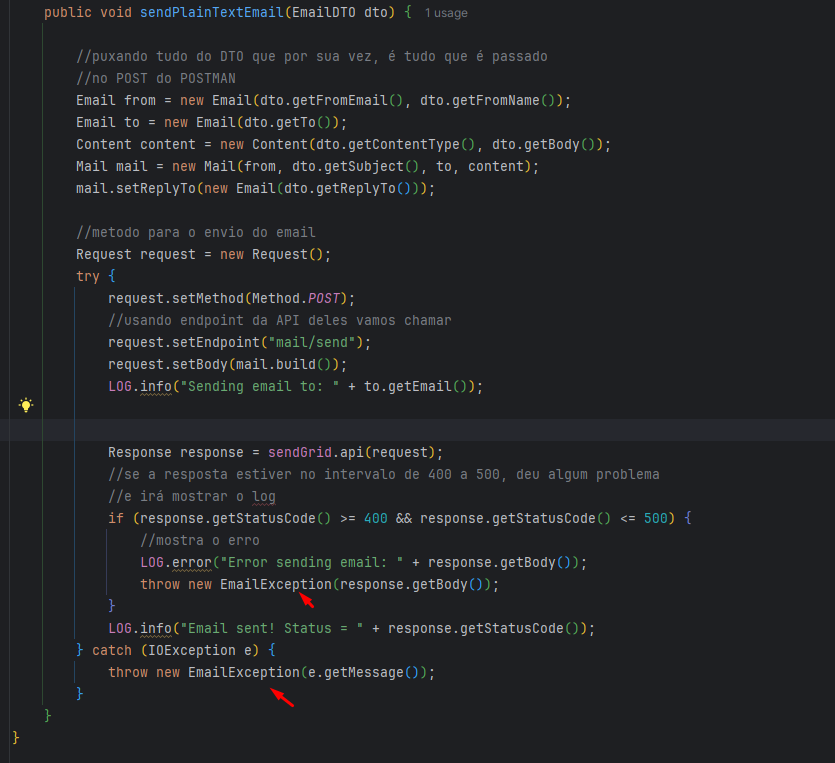 public void sendPlainTextEmail(EmailDTO dto) { 1 usage
//puxando tudo do DTO que por sua vez, é tudo que é passado
//no POST do POSTMAN
Email from = new Email(dto.getFromEmail(), dto.getFromName());
Email to = new Email(dto.getTo());
Content content = new Content(dto.getContentType(), dto.getBody());
Mail mail = new Mail(from, dto.getSubject(), to, content);
mail.setReplyTo(new Email(dto.getReplyTo()));
//metodo para o envio do email
Request request = new Request();
try {
request.setMethod(Method.POST);
//usando endpoint da API deles vamos chamar
request.setEndpoint("mail/send");
request.setBody(mail.build());
LOG.info("Sending email to: " + to.getEmail());
Response response = sendGrid.api(request);
//se a resposta estiver no intervalo de 400 a 500, deu algum problema
//e irá mostrar o log
if (response.getStatusCode() >= 400 && response.getStatusCode() <= 500) {
//mostra o erro
LOG.error("Error sending email: " + response.getBody());
throw new EmailException(response.getBody());
}
LOG.info("Email sent! Status = " + response.getStatusCode());
} catch (IOException e) {
throw new EmailException(e.getMessage());
}
}
}